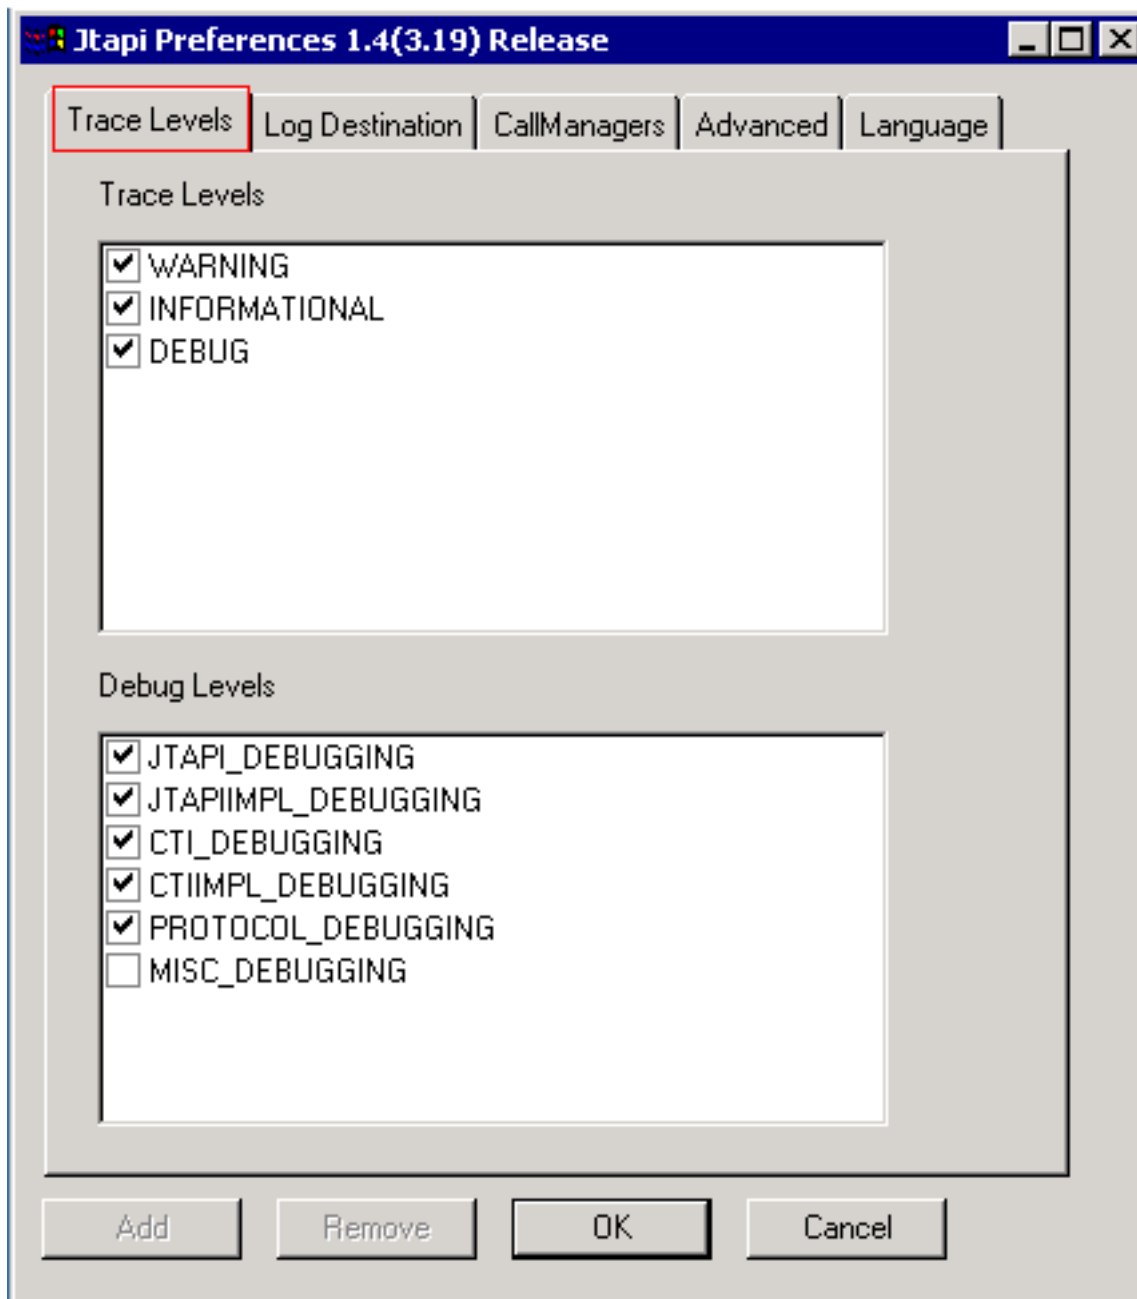 Jtapi Preferences 1.4(3.19) Release
Trace Levels Log Destination CallManagers Advanced Language
Trace Levels
WARNING
INFORMATIONAL
DEBUG
Debug Levels
JTAPI_DEBUGGING
JTAPIIMPL_DEBUGGING
CTI_DEBUGGING
CTIIMPL_DEBUGGING
PROTOCOL_DEBUGGING
MISC_DEBUGGING
Add Remove OK Cancel